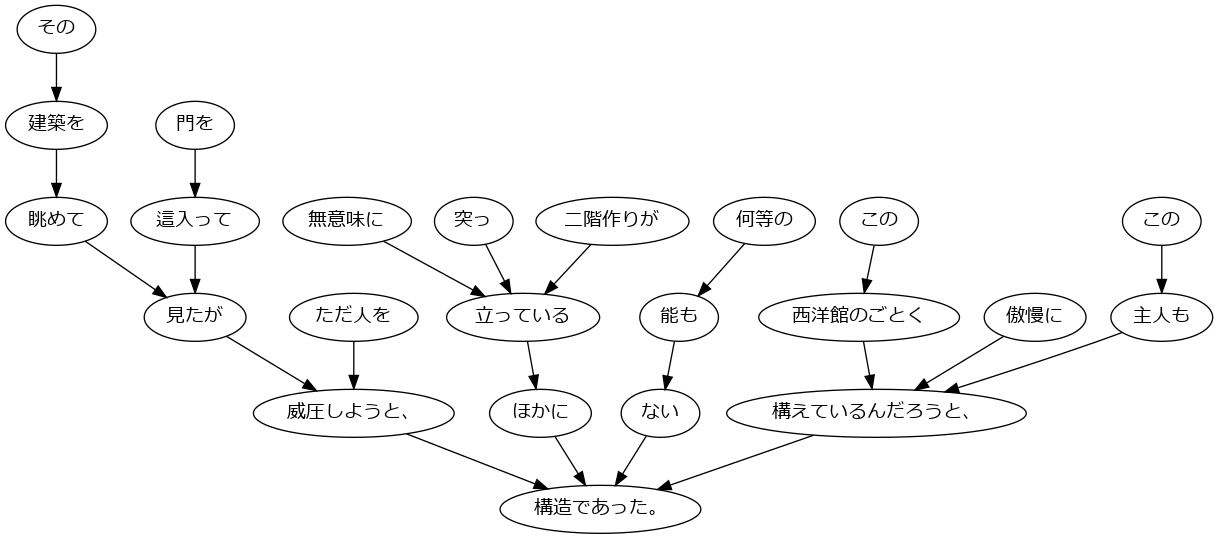 その
建築を
門を
眺めて
這入って
無意味に
突っ
二階作りが
何等の
この
この
見たが
ただ人を
立っている
能も
西洋館のごとく
傲慢に
主人も
威圧しようと、
ほかに
ない
構えているんだろうと、
構造であった。